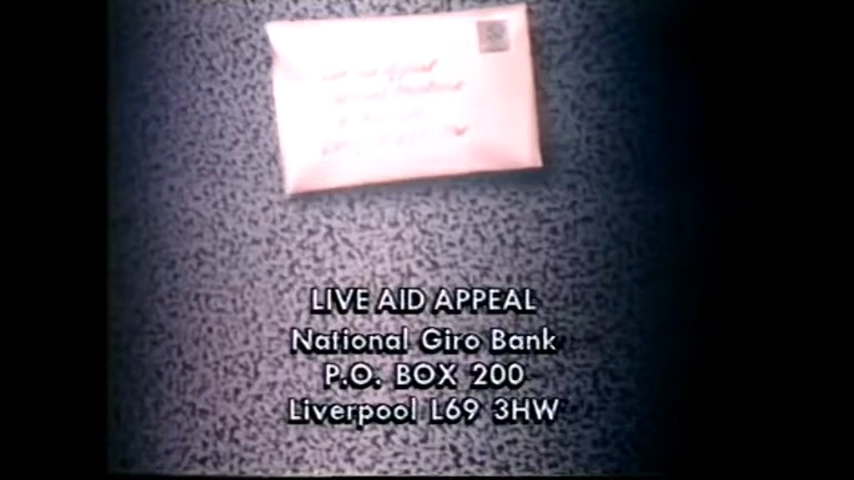 LIVE AID APPEAL
National Giro Bank
P.O. BOX 200
Liverpool L69 3HW